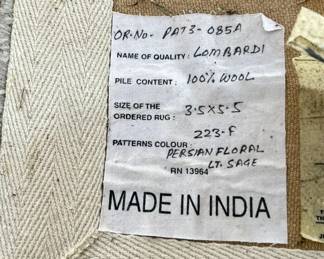 OR. No- PAT3- 085A
NAME OF QUALITY: LOMBARDI
PILE CONTENT: 100% WOOL
SIZE OF THE
ORDERED RUG: 3.5X5.5
223.F
PATTERNS COLOUR: PERSIAN FLORAL
LT. SAGE
RN 13964
MADE IN INDIA